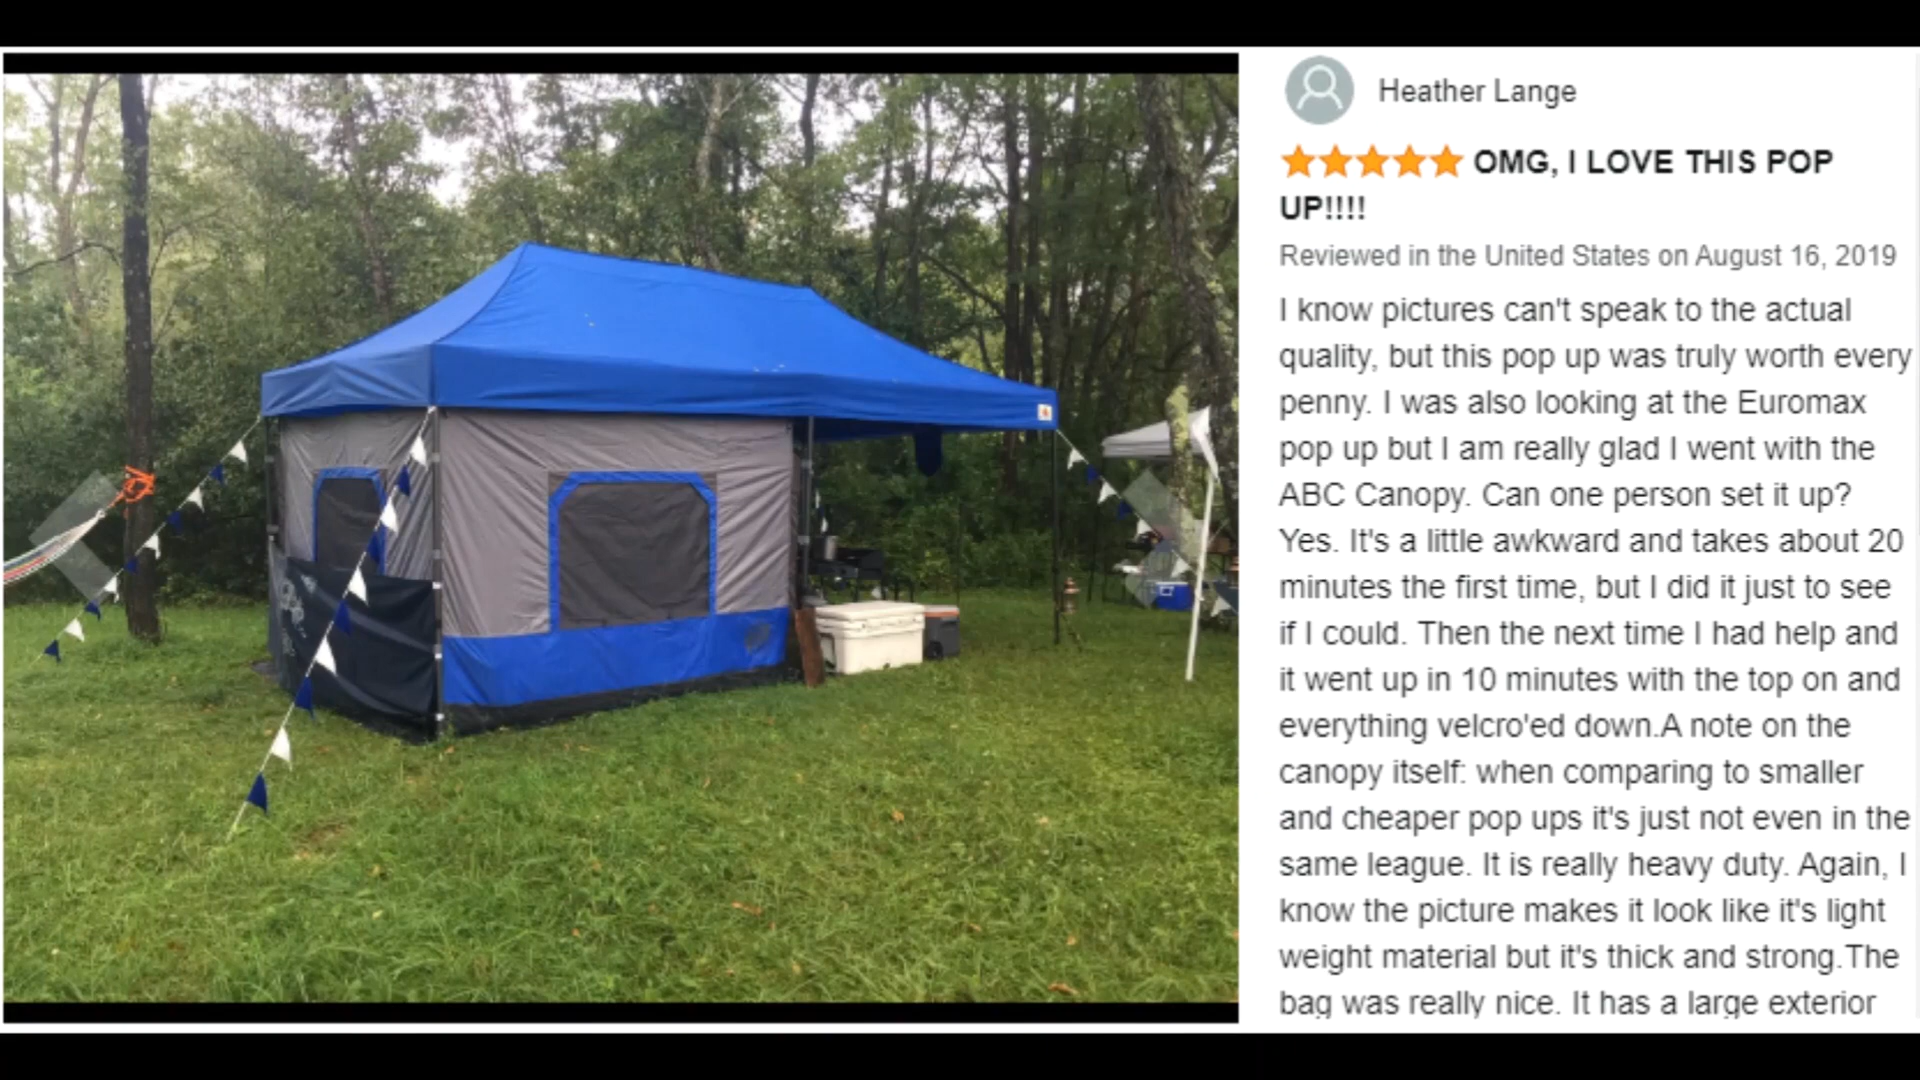 Heather Lange
OMG, I LOVE THIS POP
UP!!!!
Reviewed in the United States on August 16, 2019
I know pictures can't speak to the actual
quality, but this pop up was truly worth every
penny. I was also looking at the Euromax
pop up but I am really glad I went with the
ABC Canopy. Can one person set it up?
Yes. It's a little awkward and takes about 20
minutes the first time, but I did it just to see
if I could. Then the next time I had help and
it went up in 10 minutes with the top on and
everything velcro'ed down.A note on the
canopy itself: when comparing to smaller
and cheaper pop ups it's just not even in the
same league. It is really heavy duty. Again, I
know the picture makes it look like it's light
weight material but it's thick and strong.The
bag was really nice. It has a large exterior